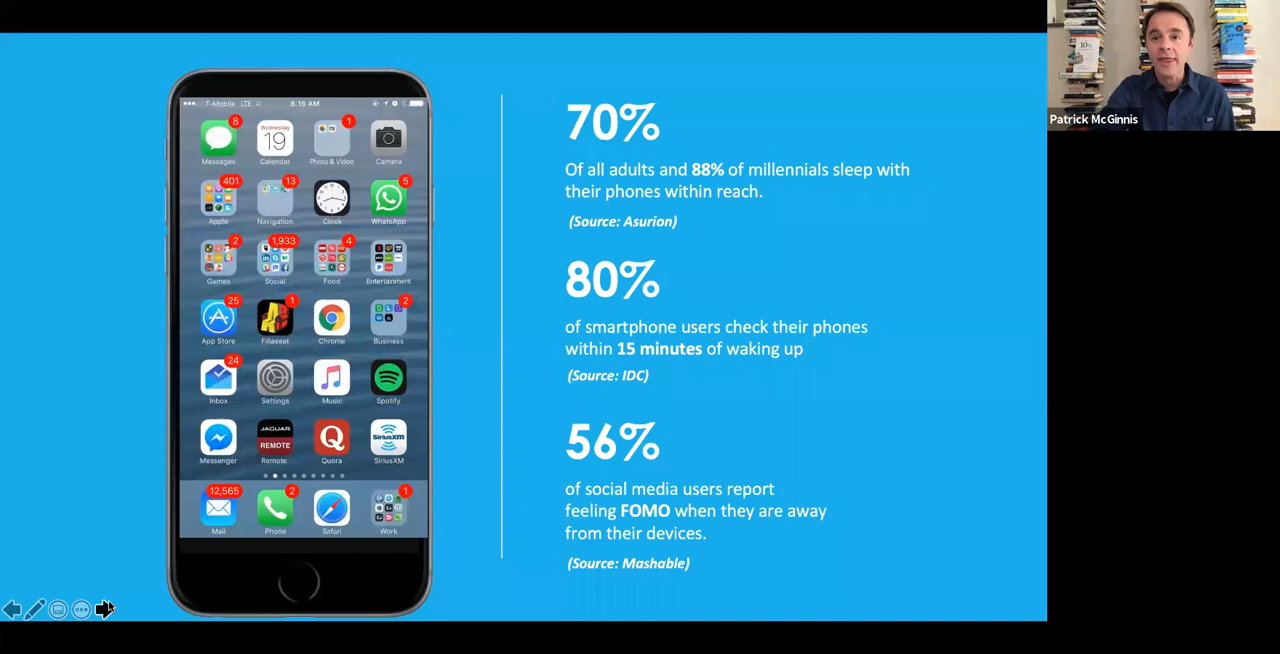 T-Mobile LTE 8:16 AM
8 1
Wednesday
19
Messages Calendar Photo & Video Camera
401 13 5
Apple Navigation Clock WhatsApp
2 1,933 4
Games Social Food Entertainment
25 1 2
App Store Fillaseat Chrome Business
24
JAGUAR
REMOTE
Inbox Settings Music Spotify
SiriusXM
Messenger Remote Quora SiriusXM
12,565 2 1
Mail Phone Safari Work
70%
Of all adults and 88% of millennials sleep with
their phones within reach.
(Source: Asurion)
80%
of smartphone users check their phones
within 15 minutes of waking up
(Source: IDC)
56%
of social media users report
feeling FOMO when they are away
from their devices.
(Source: Mashable)
10%
Patrick McGinnis